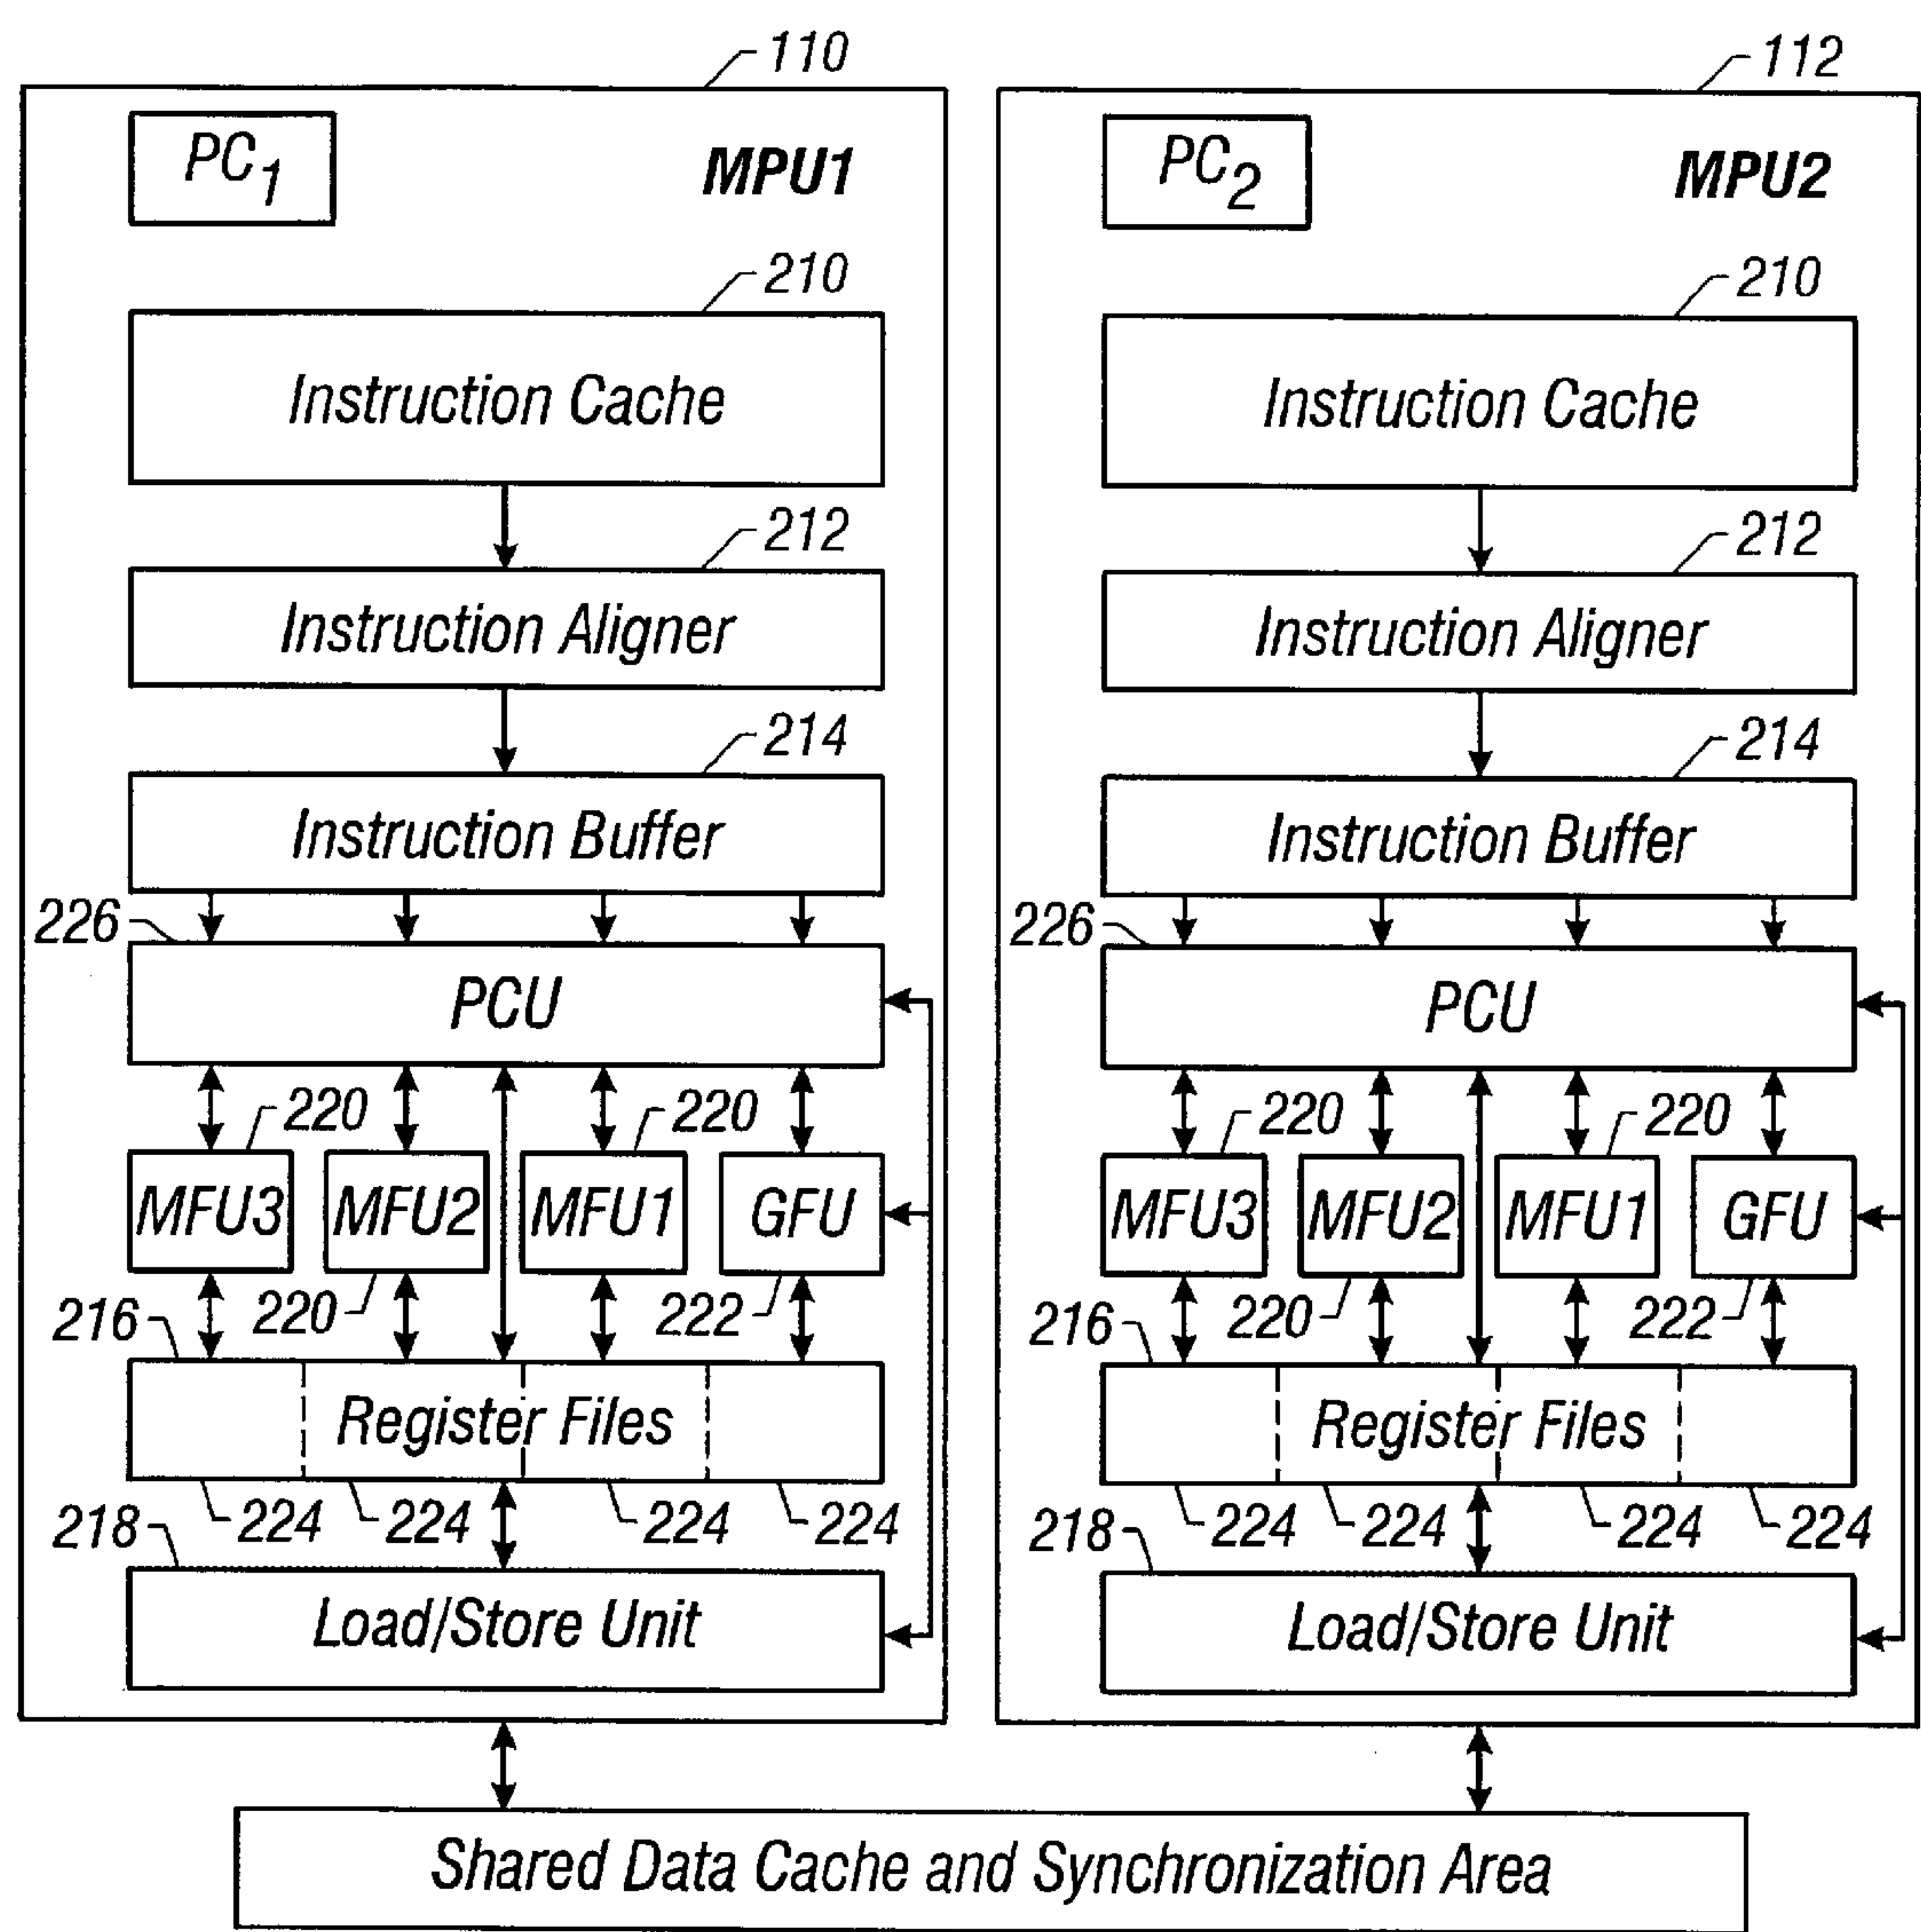 110
PC1
MPU1
210
Instruction Cache
212
Instruction Aligner
214
Instruction Buffer
226
PCU
220
220
MFU3
MFU2
MFU1
GFU
216
220
222
Register Files
218
224
224
224
224
Load/Store Unit
112
PC2
MPU2
210
Instruction Cache
212
Instruction Aligner
214
Instruction Buffer
226
PCU
220
220
MFU3
MFU2
MFU1
GFU
216
220
222
Register Files
218
224
224
224
224
Load/Store Unit
Shared Data Cache and Synchronization Area